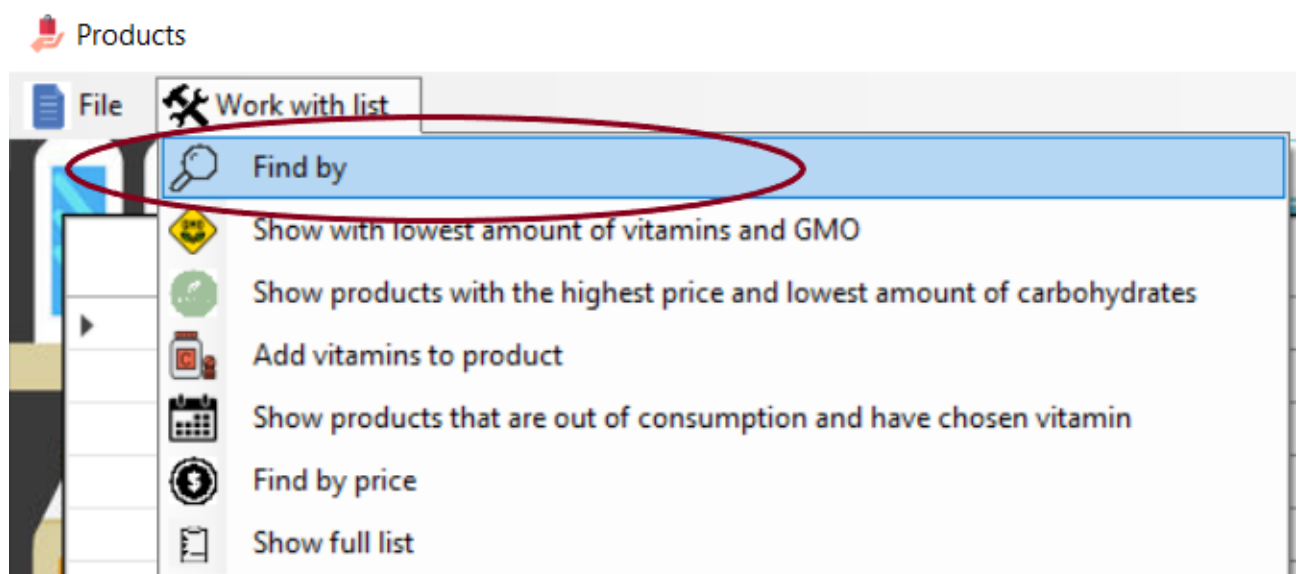 Products
File Work with list
Find by
Show with lowest amount of vitamins and GMO
Show products with the highest price and lowest amount of carbohydrates
Add vitamins to product
Show products that are out of consumption and have chosen vitamin
Find by price
Show full list